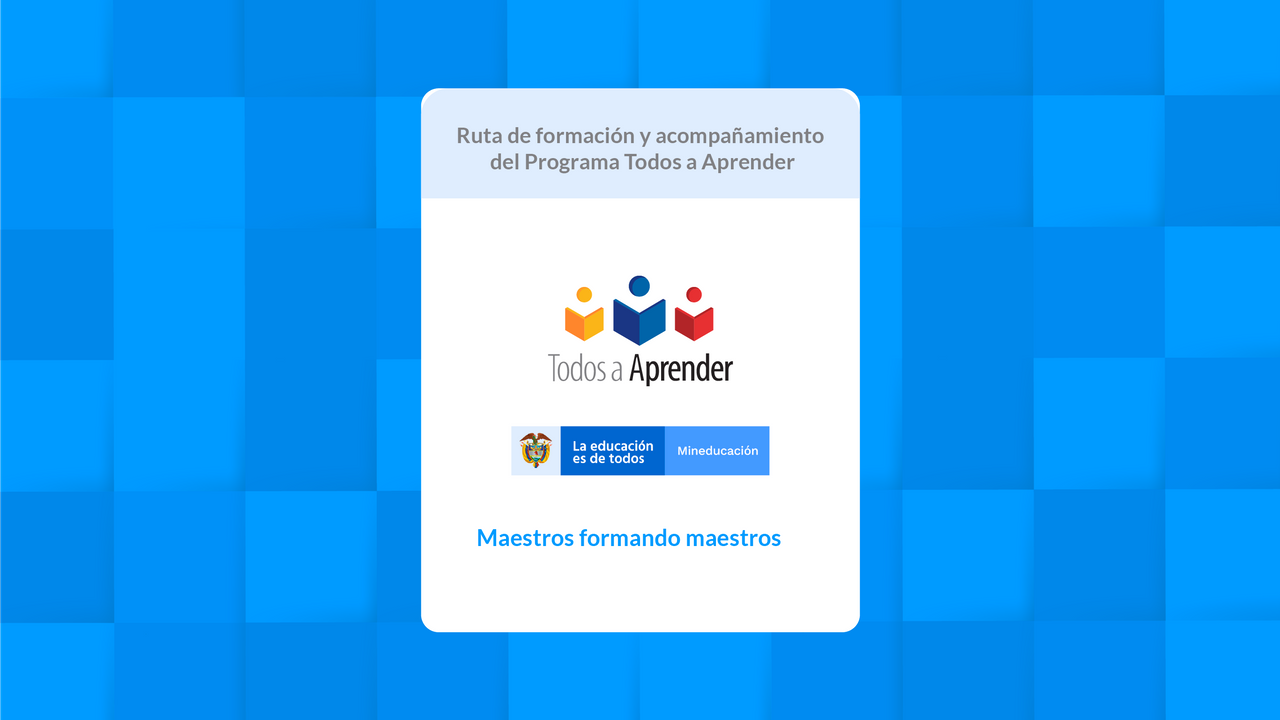 Ruta de formación y acompañamiento
del Programa Todos a Aprender
Todos a Aprender
La educación
es de todos
Mineducación
Maestros formando maestros